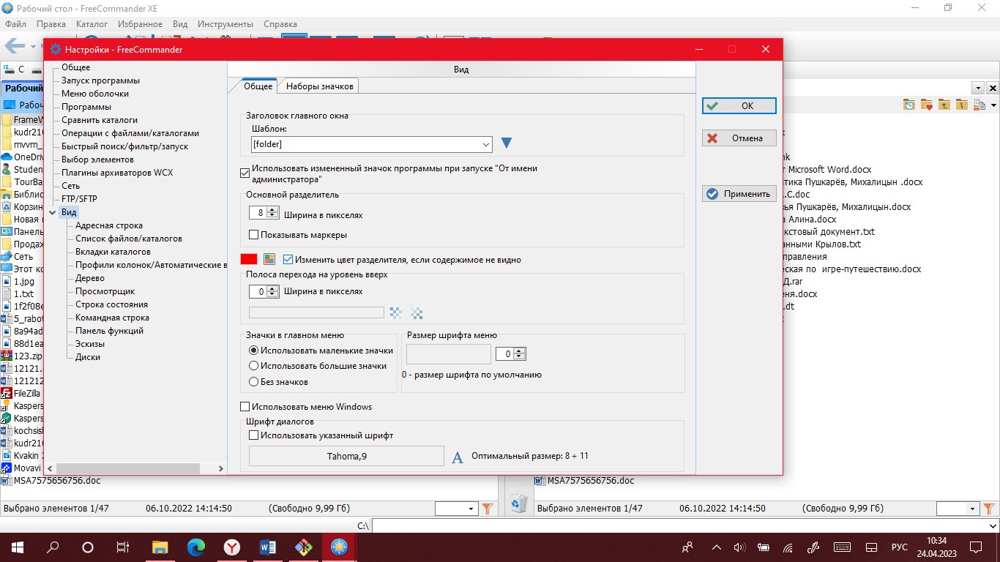 Рабочий стол - FreeCommander XE
Файл Правка Каталог Избранное Вид Инструменты Справка
Настройки - FreeCommander
Общее
Запуск программы
Меню оболочки
Программы
Сравнить каталоги
Операции с файлами/каталогами
Быстрый поиск/фильтр/запуск
Выбор элементов
Плагины архиваторов WCX
Сеть
FTP/SFTP
Вид
Адресная строка
Список файлов/каталогов
Вкладки каталогов
Профили колонок/Автоматические в
Дерево
Просмотрщик
Строка состояния
Командная строка
Панель функций
Эскизы
Диски
Вид
Общее Наборы значков
Заголовок главного окна
Шаблон:
[folder]
Использовать измененный значок программы при запуске "От имени
администратора"
Основной разделитель
8 Ширина в пикселях
Показывать маркеры
Изменить цвет разделителя, если содержимое не видно
Полоса перехода на уровень вверх
0 Ширина в пикселях
Значки в главном меню
Использовать маленькие значки
Использовать большие значки
Без значков
Размер шрифта меню
0
0 - размер шрифта по умолчанию
Использовать меню Windows
Шрифт диалогов
Использовать указанный шрифт
Tahoma,9
Оптимальный размер: 8 ÷ 11
OK
Отмена
Применить
C
Рабочий
Рабоч
FrameW
kudr210
mvvm_
OneDriv
Studen
TourBas
Библио
Корзин
Новая п
Панель
Продаж
Сеть
Этот ко
1.jpg
1.txt
1f2f08e
5_rabot
8a94ad
88d1ea
123.zip
12121.
121212
FileZilla
Kaspers
Kaspers
kochsisl
kudr210
Kvakin 2
Movavi
MSA7575656756.doc
nk
т Microsoft Word.docx
тика Пушкарёв, Михалицын .docx
.С.doc
ья Пушкарёв, Михалицын.docx
а Алина.docx
кстовый документ.txt
анными Крылов.txt
правления
еская по игре-путешествию.docx
Д.rar
еня.docx
.dt
MSA7575656756.doc
Выбрано элементов 1/47 06.10.2022 14:14:50 (Свободно 9,99 Гб)
Выбрано элементов 1/47 06.10.2022 14:14:50 (Свободно 9,99 Гб)
C:\
РУС
10:34
24.04.2023